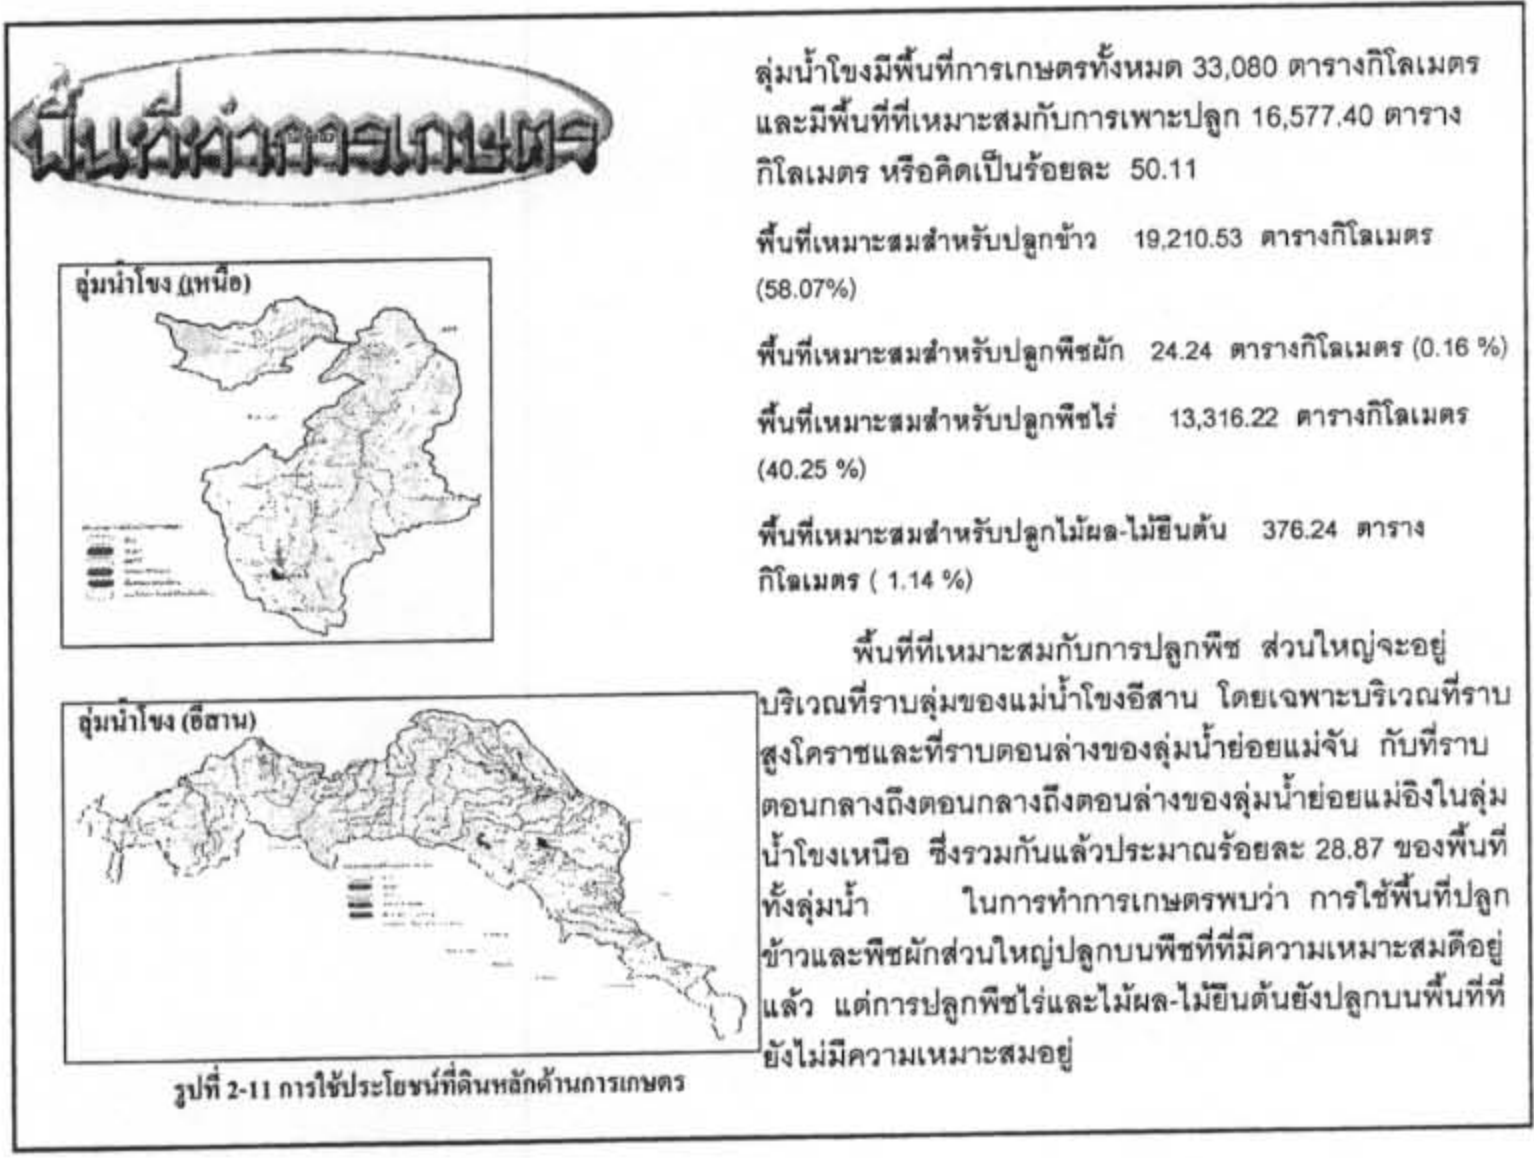 พื้นที่ทำการเกษตร
ลุ่มน้ำโขงมีพื้นที่การเกษตรทั้งหมด 33,080 ตารางกิโลเมตร
และมีพื้นที่ที่เหมาะสมกับการเพาะปลูก 16,577.40 ตาราง
กิโลเมตร หรือคิดเป็นร้อยละ 50.11
พื้นที่เหมาะสมสำหรับปลูกข้าว 19,210.53 ตารางกิโลเมตร
(58.07%)
พื้นที่เหมาะสมสำหรับปลูกพืชผัก 24.24 ตารางกิโลเมตร (0.16 %)
พื้นที่เหมาะสมสำหรับปลูกพืชไร่ 13,316.22 ตารางกิโลเมตร
(40.25 %)
พื้นที่เหมาะสมสำหรับปลูกไม้ผล-ไม้ยืนต้น 376.24 ตาราง
กิโลเมตร ( 1.14 %)
พื้นที่ที่เหมาะสมกับการปลูกพืช ส่วนใหญ่จะอยู่
บริเวณที่ราบลุ่มของแม่น้ำโขงอีสาน โดยเฉพาะบริเวณที่ราบ
สูงโคราชและที่ราบตอนล่างของลุ่มน้ำย่อยแม่จัน กับที่ราบ
ตอนกลางถึงตอนกลางถึงตอนล่างของลุ่มน้ำย่อยแม่อิงในลุ่ม
น้ำโขงเหนือ ซึ่งรวมกันแล้วประมาณร้อยละ 28.87 ของพื้นที่
ทั้งลุ่มน้ำ ในการทำการเกษตรพบว่า การใช้พื้นที่ปลูก
ข้าวและพืชผักส่วนใหญ่ปลูกบนพืชที่ที่มีความเหมาะสมดีอยู่
แล้ว แต่การปลูกพืชไร่และไม้ผล-ไม้ยืนต้นยังปลูกบนพื้นที่ที่
ยังไม่มีความเหมาะสมอยู่
ลุ่มน้ำโขง (เหนือ)
ลุ่มน้ำโขง (อีสาน)
รูปที่ 2-11 การใช้ประโยชน์ที่ดินหลักด้านการเกษตร